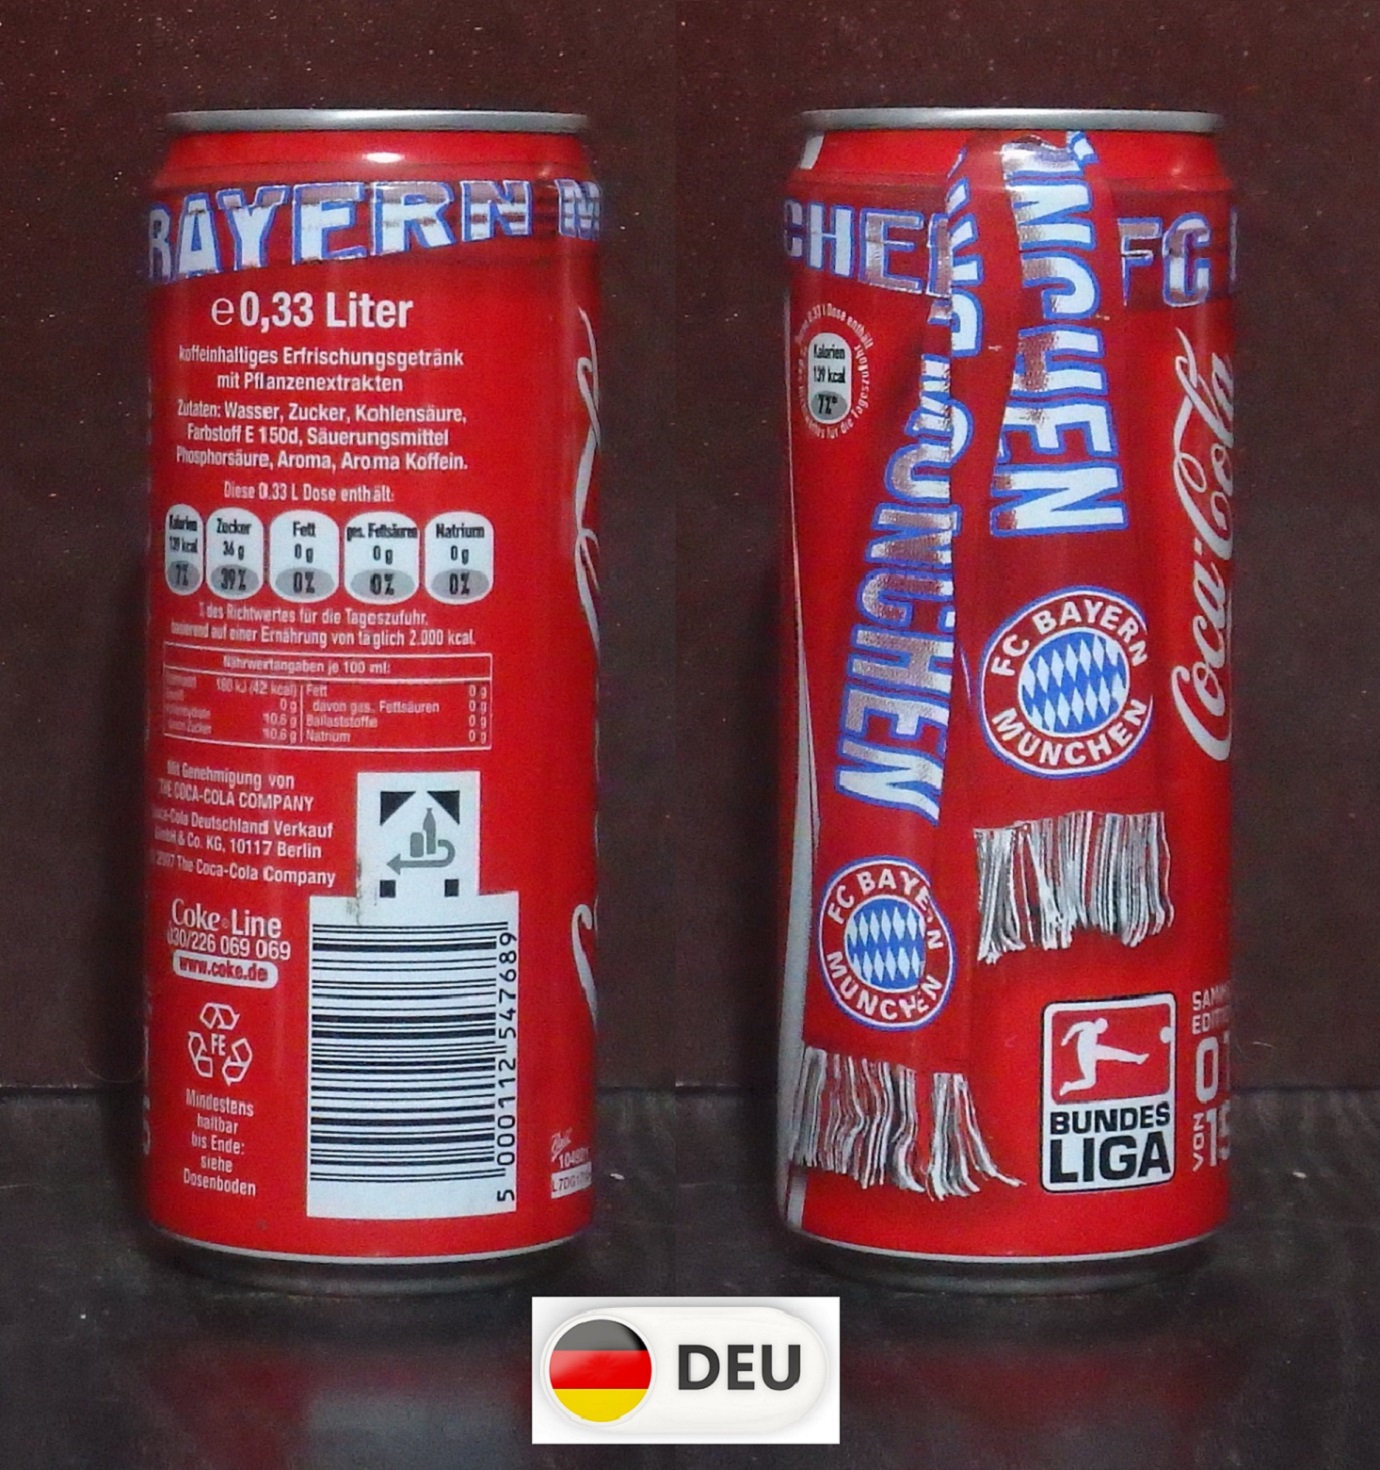 BAYERN M
e 0,33 Liter
koffeinhaltiges Erfrischungsgetränk
mit Pflanzenextrakten
Zutaten: Wasser, Zucker, Kohlensäure,
Farbstoff E 150d, Säuerungsmittel
Phosphorsäure, Aroma, Aroma Koffein.
Diese 0,33 L Dose enthält:
Kalorien Zucker Fett ges. Fettsäuren Natrium
139 kcal 36 g 0 g 0 g 0 g
7% 39% 0% 0% 0%
% des Richtwertes für die Tageszufuhr,
basierend auf einer Ernährung von täglich 2.000 kcal.
Nährwertangaben je 100 ml:
180 kJ (42 kcal) Fett 0 g
0 g davon ges. Fettsäuren 0 g
10,6 g Ballaststoffe 0 g
davon Zucker 10,6 g Natrium 0 g
Mit Genehmigung von
THE COCA-COLA COMPANY
Coca-Cola Deutschland Verkauf
GmbH & Co. KG, 10117 Berlin
2007 The Coca-Cola Company
Coke Line
030/226 069 069
www.coke.de
FE
Mindestens
haltbar
bis Ende:
siehe
Dosenboden
5 000112 547689
CHEN
MÜNCHEN
FC
Dose enthält
Kalorien
139 kcal
7%*
MÜNCHEN
FC BAYERN
MÜNCHEN
Coca-Cola
FC BAYERN
MÜNCHEN
BUNDES
LIGA
SAMM
EDITI
VON
DEU